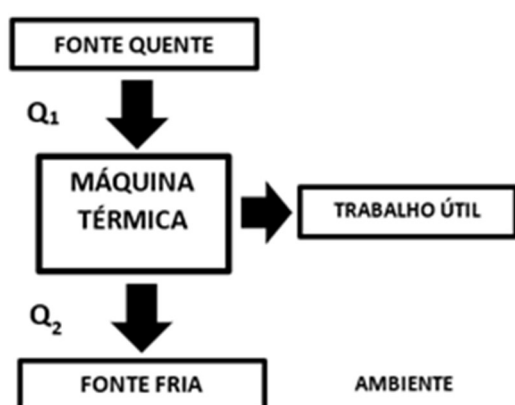 FONTE QUENTE
Q₁
MÁQUINA
TÉRMICA
TRABALHO ÚTIL
Q₂
FONTE FRIA
AMBIENTE